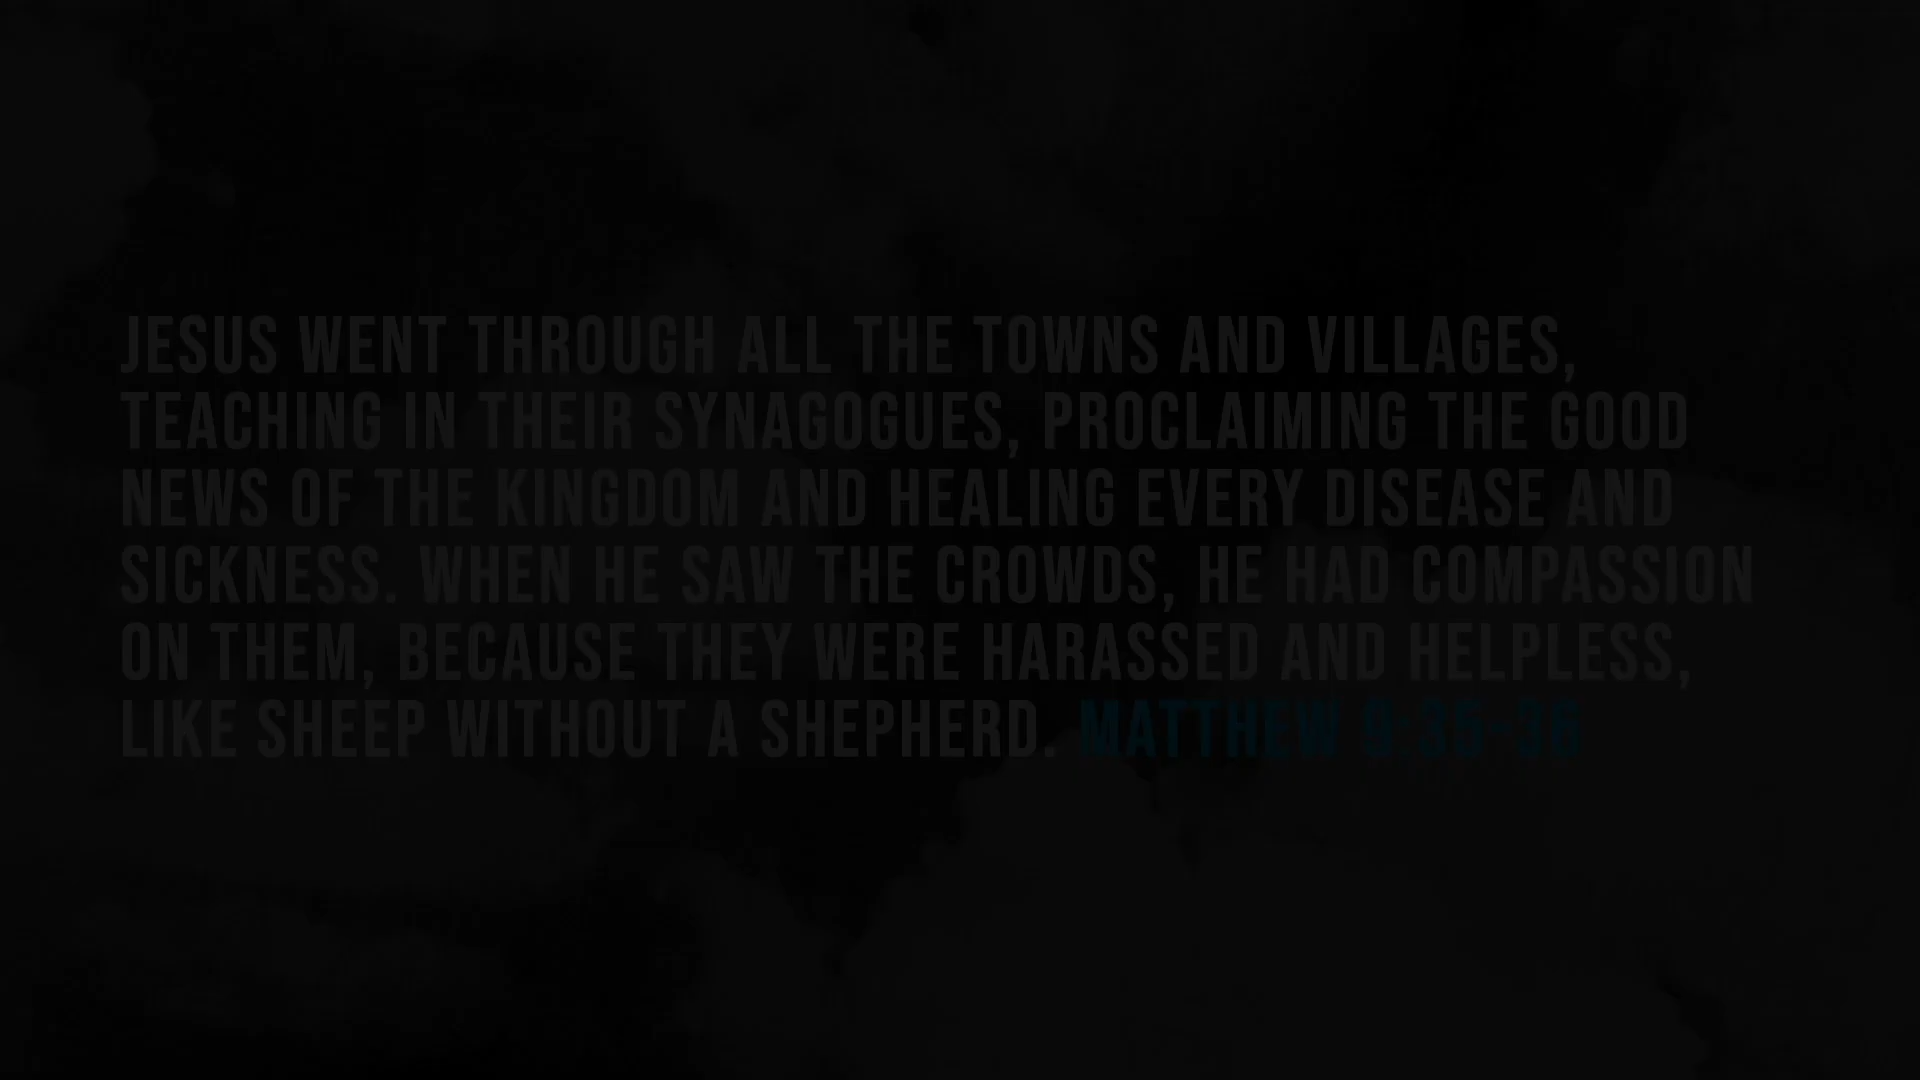 JESUS WENT THROUGH ALL THE TOWNS AND VILLAGES,
TEACHING IN THEIR SYNAGOGUES, PROCLAIMING THE GOOD
NEWS OF THE KINGDOM AND HEALING EVERY DISEASE AND
SICKNESS. WHEN HE SAW THE CROWDS, HE HAD COMPASSION
ON THEM, BECAUSE THEY WERE HARASSED AND HELPLESS,
LIKE SHEEP WITHOUT A SHEPHERD. MATTHEW 9:35-36